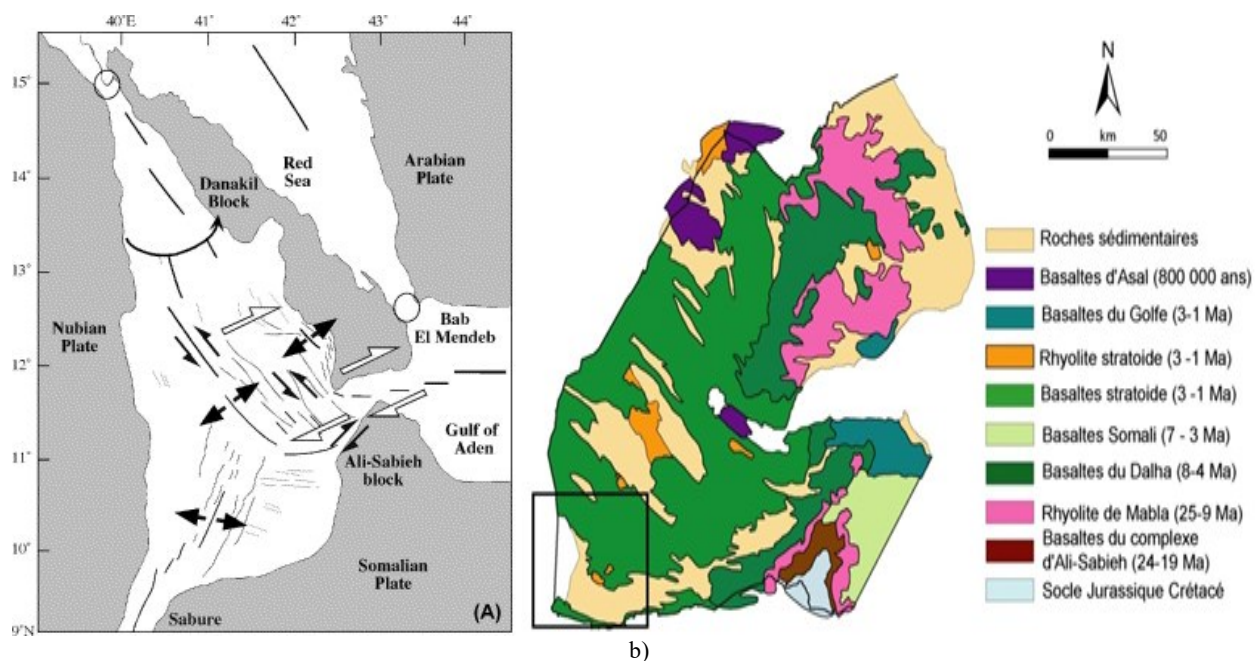 40°E 41° 42° 43° 44°
15°
14°
13°
12°
11°
10°
9°N
Red
Sea
Arabian
Plate
Danakil
Block
Nubian
Plate
Bab
El Mendeb
Gulf of
Aden
Ali-Sabieh
block
Somalian
Plate
Sabure
(A)
N
0 km 50
Roches sédimentaires
Basaltes d'Asal (800 000 ans)
Basaltes du Golfe (3-1 Ma)
Rhyolite stratoide (3 -1 Ma)
Basaltes stratoide (3 -1 Ma)
Basaltes Somali (7 - 3 Ma)
Basaltes du Dalha (8-4 Ma)
Rhyolite de Mabla (25-9 Ma)
Basaltes du complexe
d'Ali-Sabieh (24-19 Ma)
Socle Jurassique Crétacé
b)